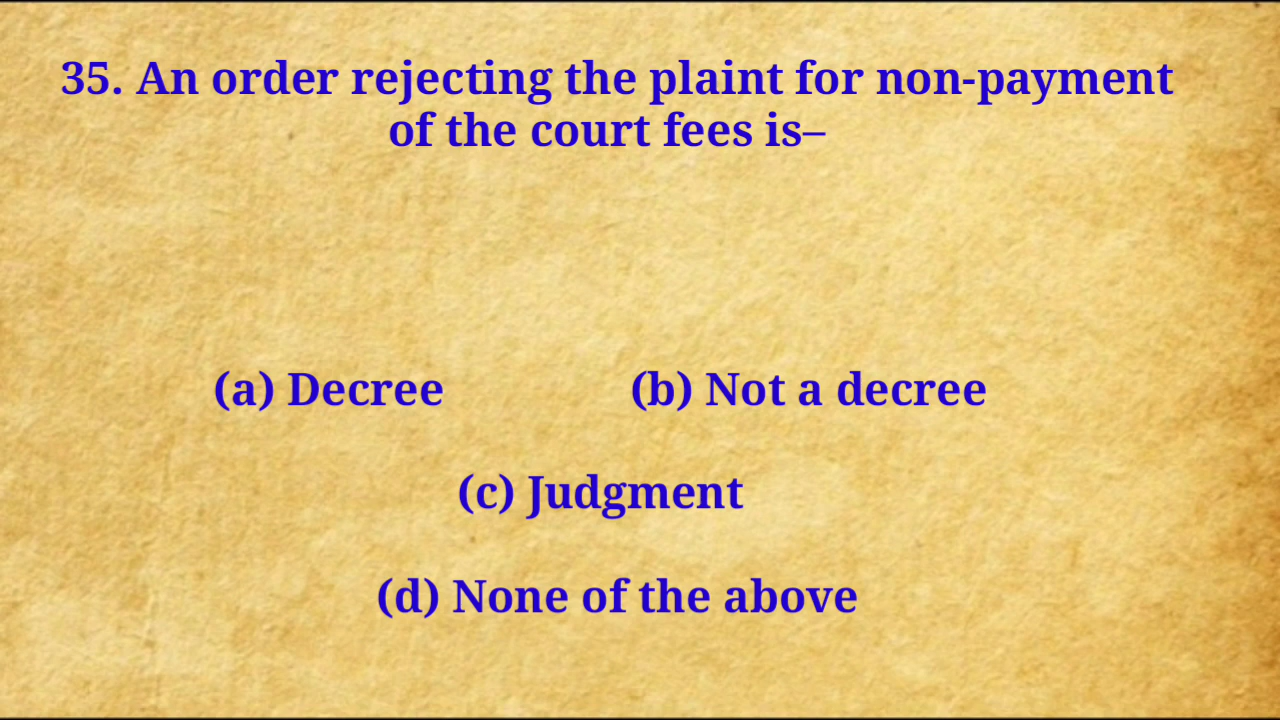 35. An order rejecting the plaint for non-payment
of the court fees is–
(a) Decree (b) Not a decree
(c) Judgment
(d) None of the above